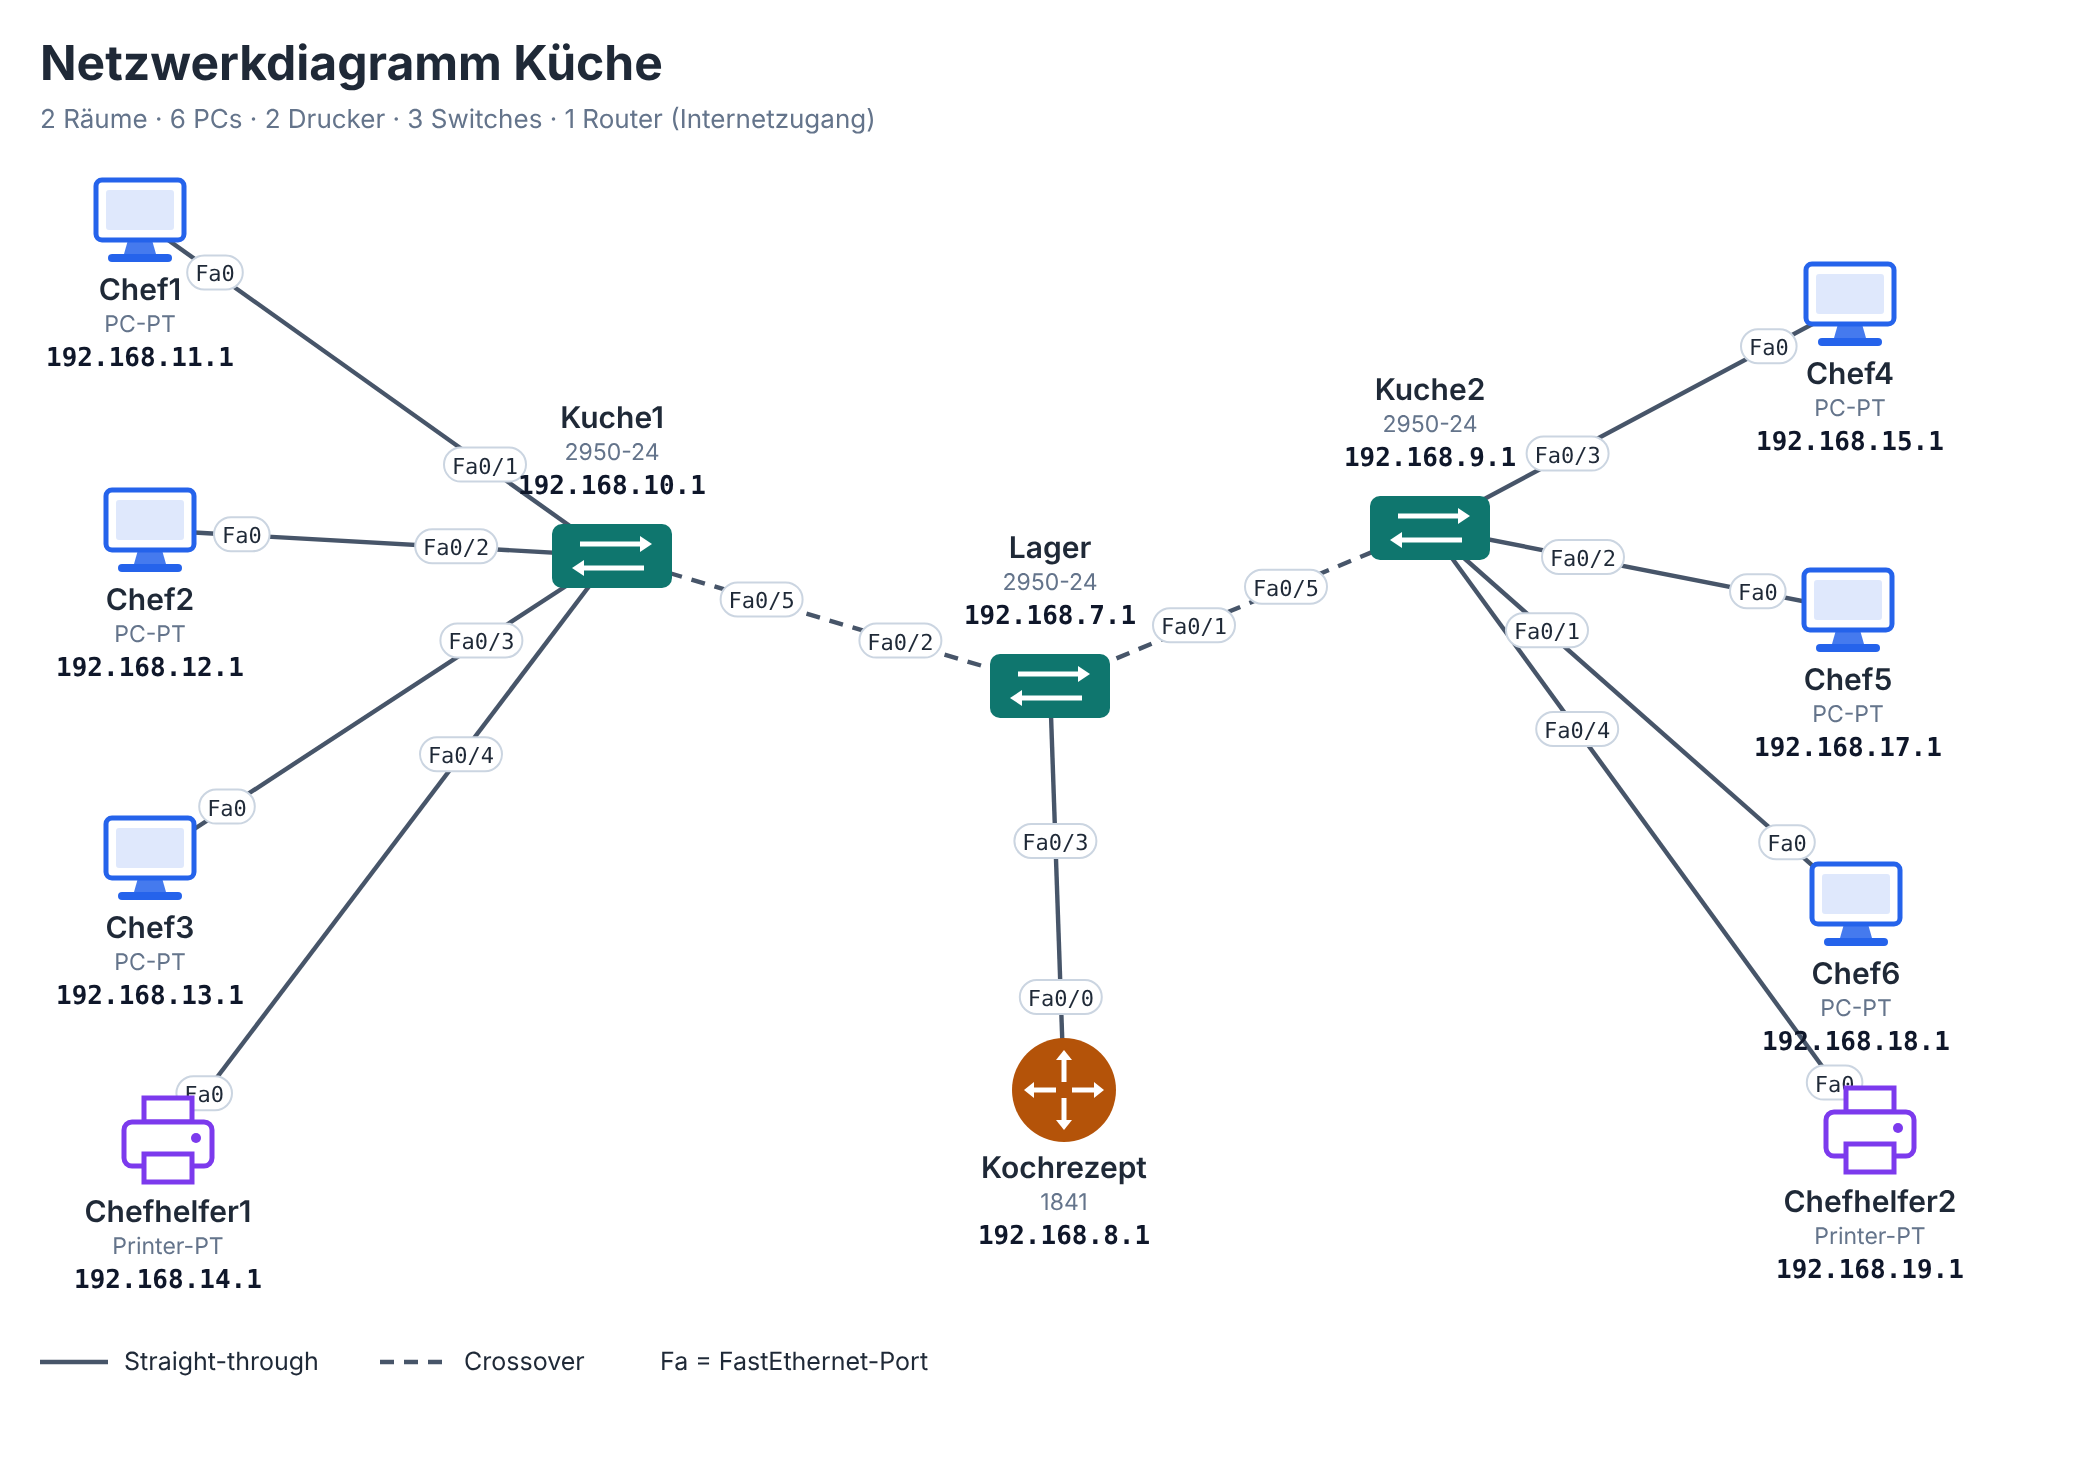 Netzwerkdiagramm Küche
2 Räume · 6 PCs · 2 Drucker · 3 Switches · 1 Router (Internetzugang)
Fa0
Chef1
PC-PT
192.168.11.1
Fa0/1
Kuche1
2950-24
192.168.10.1
Fa0
Fa0/2
Chef2
PC-PT
192.168.12.1
Fa0/3
Fa0/4
Fa0
Chef3
PC-PT
192.168.13.1
Fa0
Chefhelfer1
Printer-PT
192.168.14.1
Fa0/5
Fa0/2
Lager
2950-24
192.168.7.1
Fa0/1
Fa0/5
Fa0/3
Fa0/0
Kochrezept
1841
192.168.8.1
Kuche2
2950-24
192.168.9.1
Fa0/3
Fa0
Chef4
PC-PT
192.168.15.1
Fa0/2
Fa0
Chef5
PC-PT
192.168.17.1
Fa0/1
Fa0/4
Fa0
Chef6
PC-PT
192.168.18.1
Fa0
Chefhelfer2
Printer-PT
192.168.19.1
Straight-through
Crossover
Fa = FastEthernet-Port